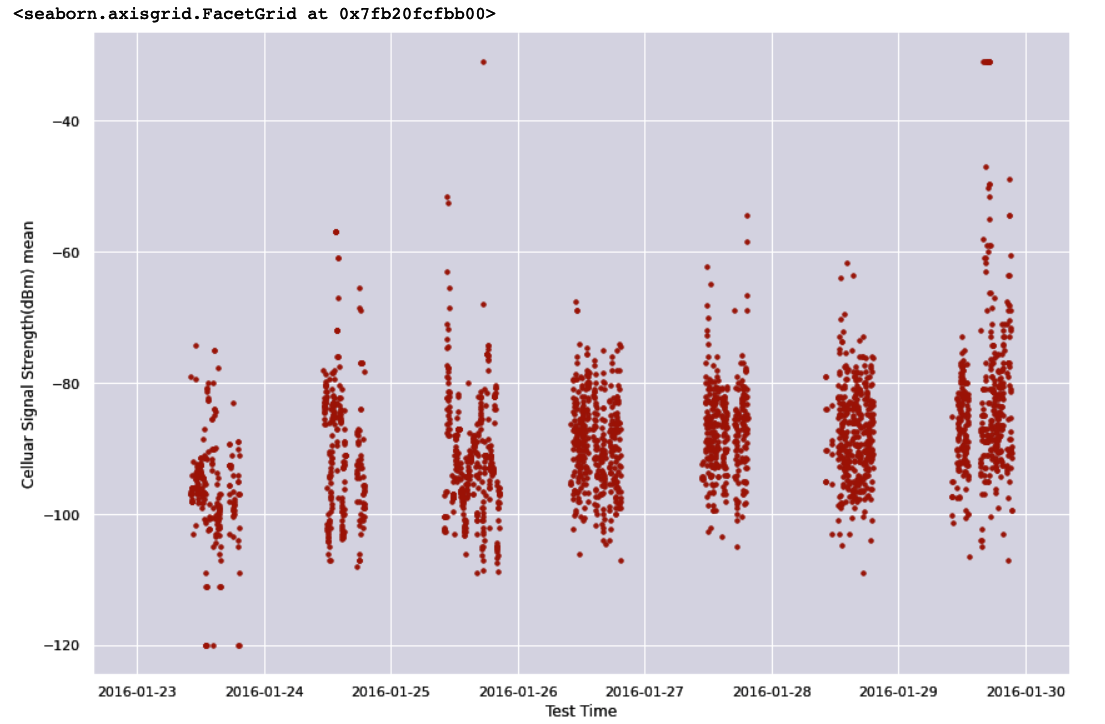 <seaborn.axisgrid.FacetGrid at 0x7fb20fcfbb00>
−40
−60
−80
−100
−120
Celluar Signal Strength(dBm) mean
2016-01-23 2016-01-24 2016-01-25 2016-01-26 2016-01-27 2016-01-28 2016-01-29 2016-01-30
Test Time